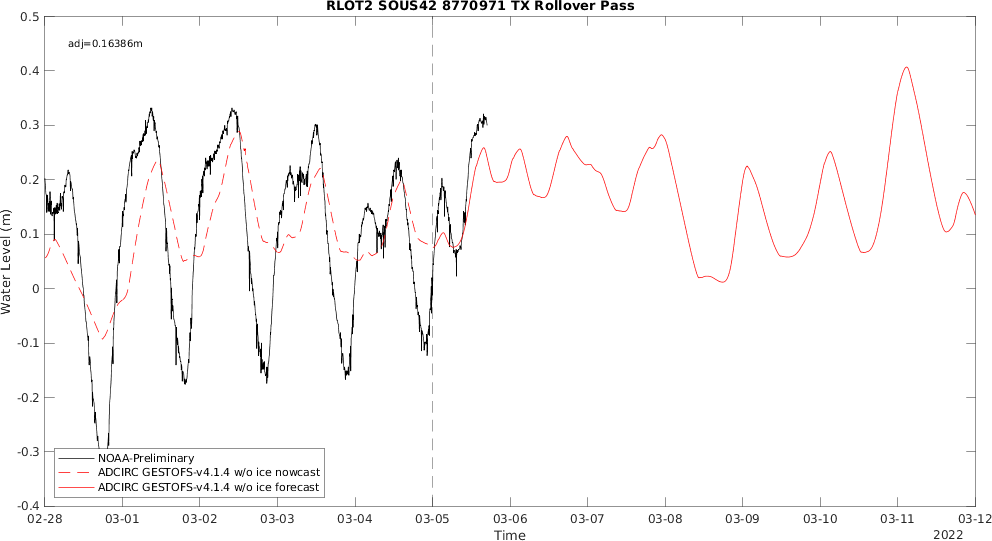 RLOT2 SOUS42 8770971 TX Rollover Pass
adj=0.16386m
Water Level (m)
0.5
0.4
0.3
0.2
0.1
0
-0.1
-0.2
-0.3
-0.4
NOAA-Preliminary
ADCIRC GESTOFS-v4.1.4 w/o ice nowcast
ADCIRC GESTOFS-v4.1.4 w/o ice forecast
02-28 03-01 03-02 03-03 03-04 03-05 03-06 03-07 03-08 03-09 03-10 03-11 03-12
Time
2022